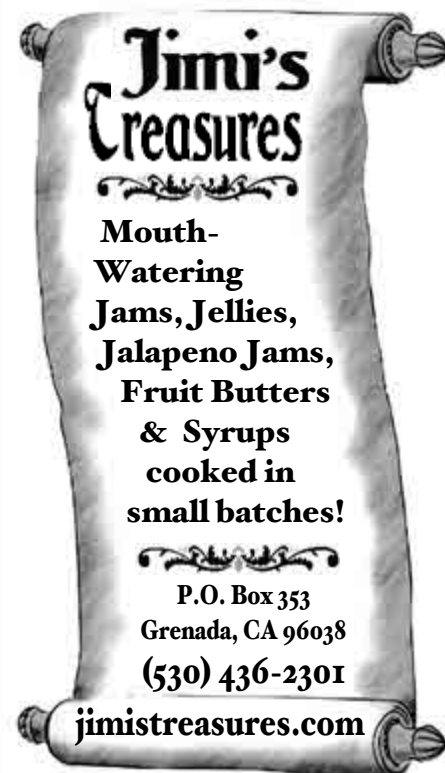 Jimi's
Treasures
Mouth-
Watering
Jams, Jellies,
Jalapeno Jams,
Fruit Butters
& Syrups
cooked in
small batches!
P.O. Box 353
Grenada, CA 96038
(530) 436-2301
jimistreasures.com